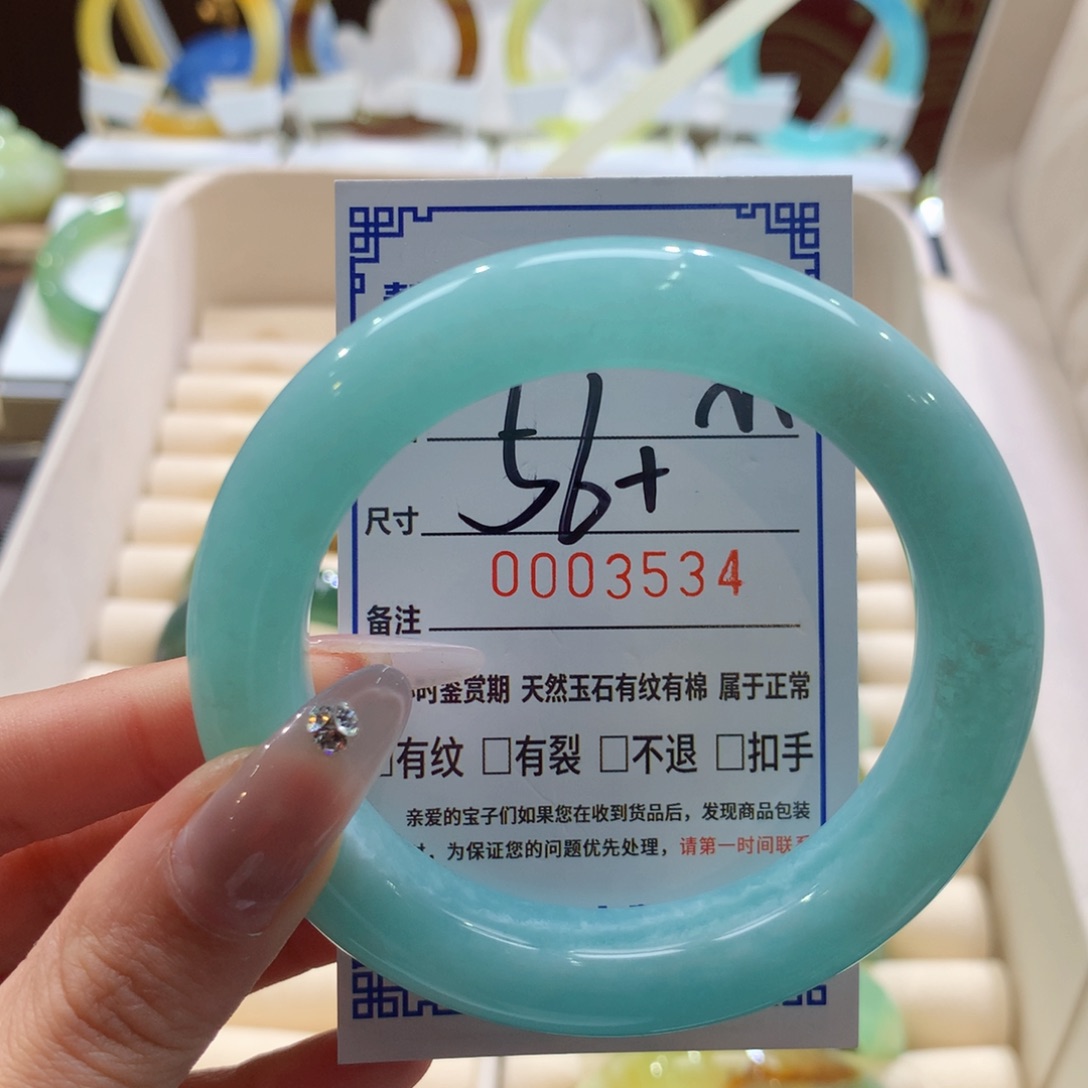 尺寸 56+
0003534
备注
时鉴赏期 天然玉石有纹有棉 属于正常
□有纹 □有裂 □不退 □扣手
亲爱的宝子们如果您在收到货品后，发现商品包装
，为保证您的问题优先处理，请第一时间联系